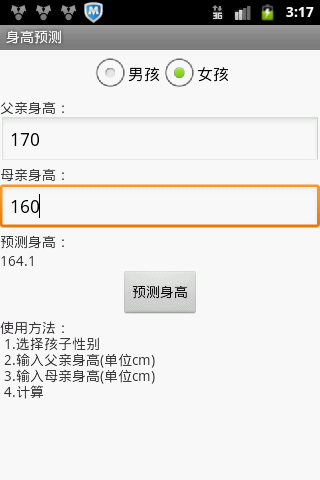 3G 3:17
身高预测
男孩 女孩
父亲身高：
170
母亲身高：
160
预测身高：
164.1
预测身高
使用方法：
1.选择孩子性别
2.输入父亲身高(单位cm)
3.输入母亲身高(单位cm)
4.计算